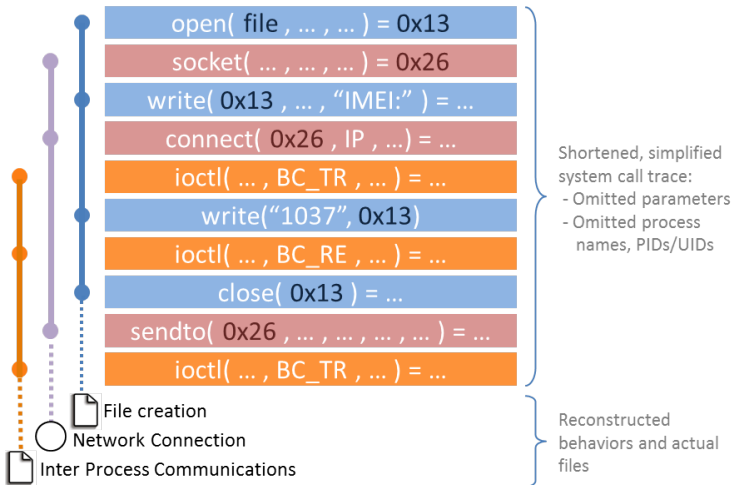 open( file , … , … ) = 0x13
socket( … , … , … ) = 0x26
write( 0x13 , … , “IMEI:” ) = …
connect( 0x26 , IP , …) = …
ioctl( … , BC_TR , … ) = …
write(“1037”, 0x13)
ioctl( … , BC_RE , … ) = …
close( 0x13 ) = …
sendto( 0x26 , … , … , … , … ) = …
ioctl( … , BC_TR , … ) = …
Shortened, simplified
system call trace:
- Omitted parameters
- Omitted process
names, PIDs/UIDs
File creation
Network Connection
Inter Process Communications
Reconstructed
behaviors and actual
files